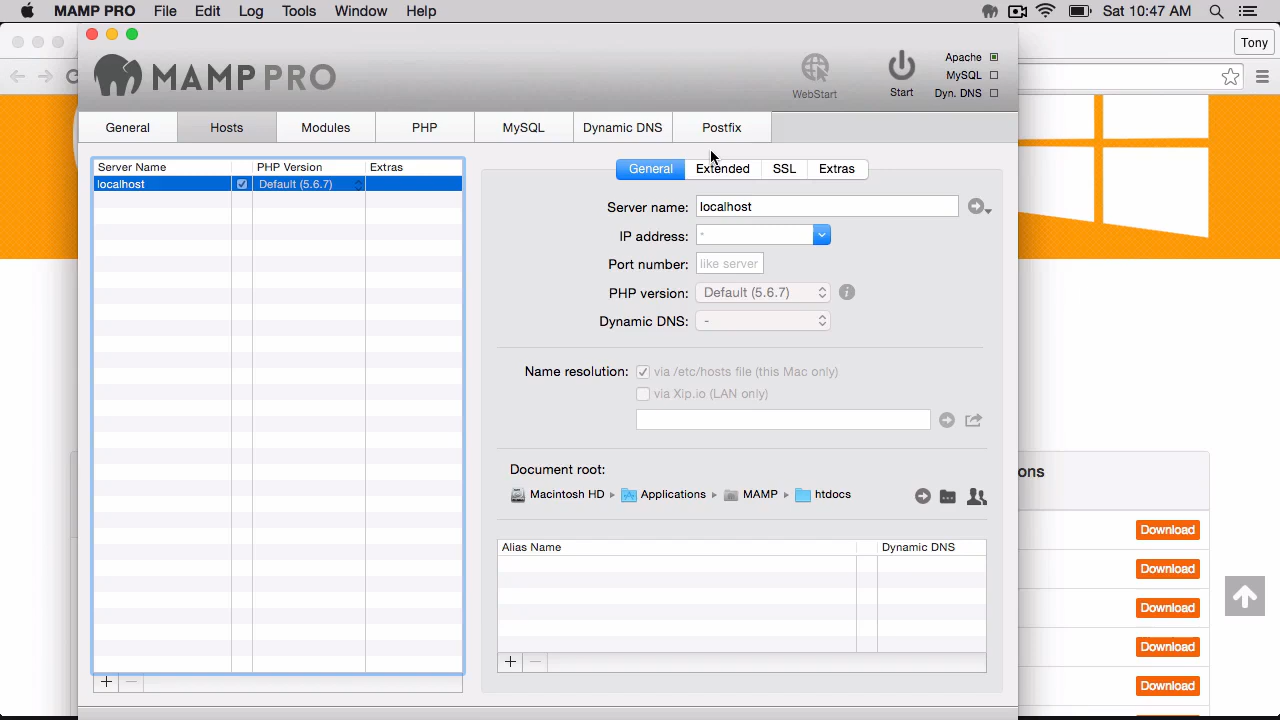 MAMP PRO File Edit Log Tools Window Help Sat 10:47 AM
Tony
MAMP PRO
WebStart
Start
Apache
MySQL
Dyn. DNS
General Hosts Modules PHP MySQL Dynamic DNS Postfix
Server Name PHP Version Extras
localhost Default (5.6.7)
General Extended SSL Extras
Server name: localhost
IP address: *
Port number: like server
PHP version: Default (5.6.7)
Dynamic DNS: -
Name resolution: via /etc/hosts file (this Mac only)
via Xip.io (LAN only)
Document root:
Macintosh HD Applications MAMP htdocs
Alias Name Dynamic DNS
ons
Download
Download
Download
Download
Download